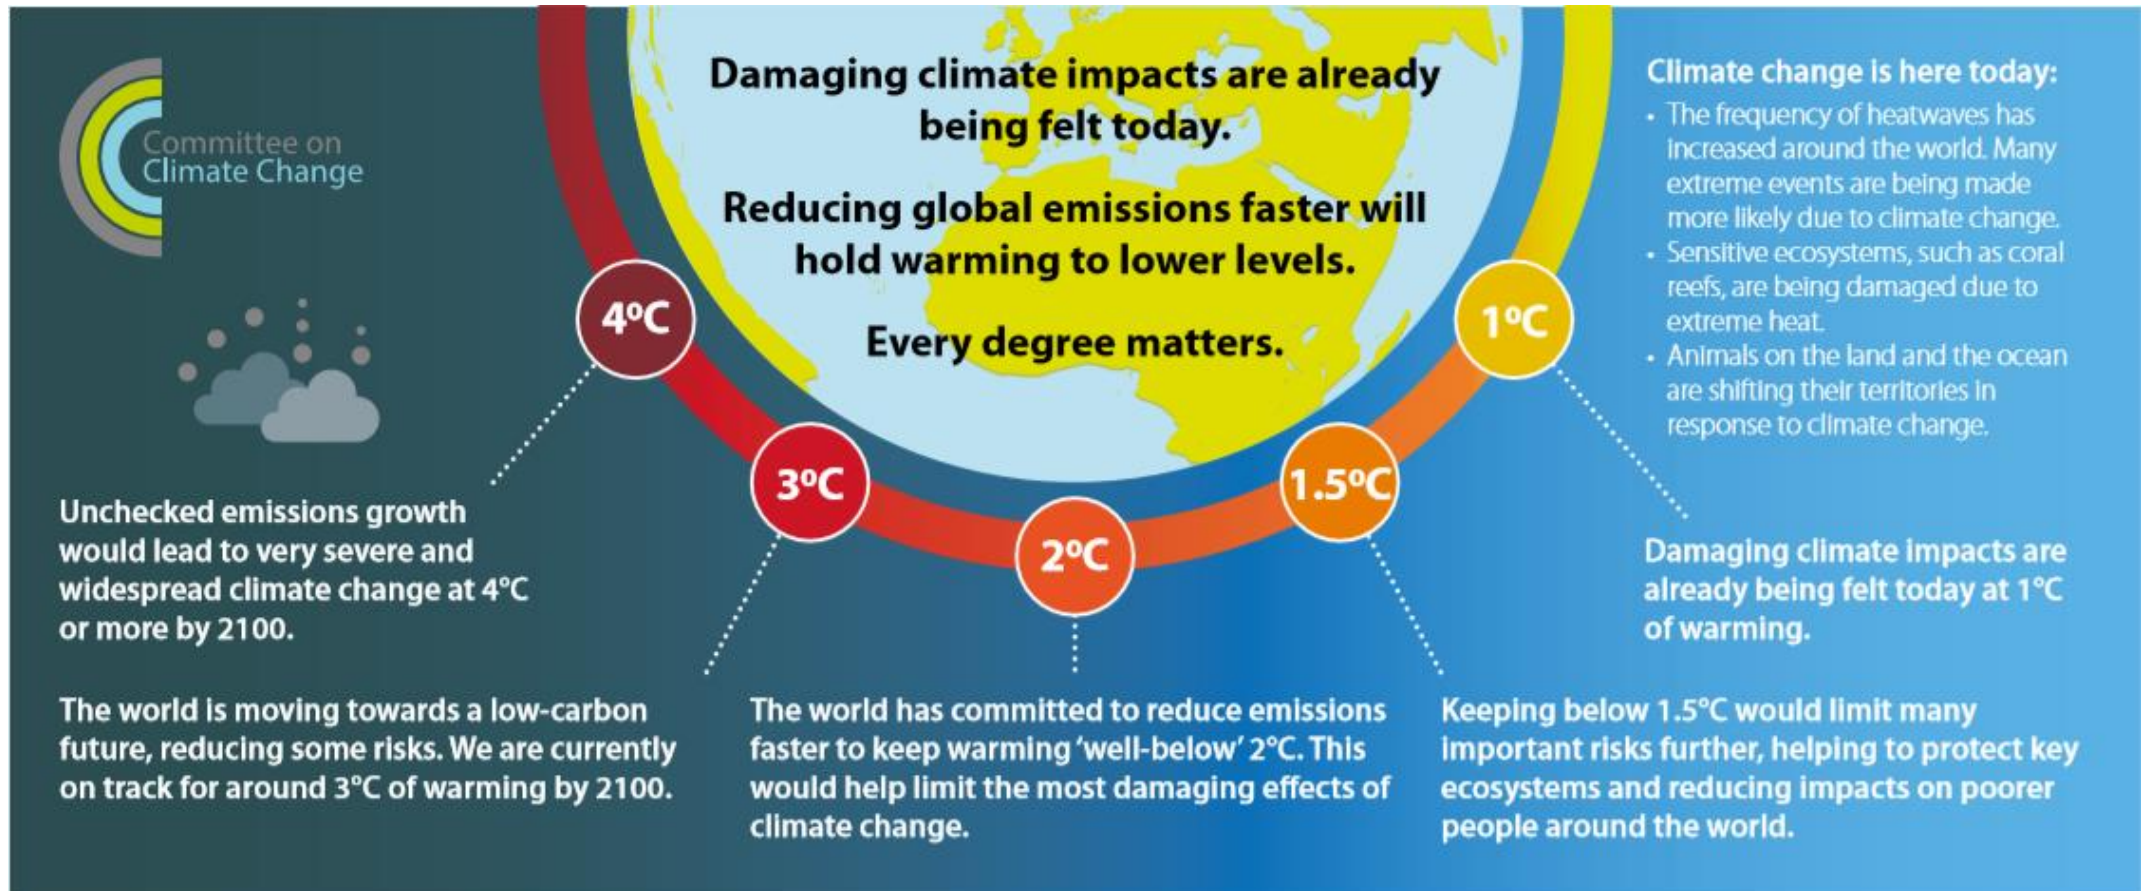 Committee on
Climate Change
Damaging climate impacts are already
being felt today.
Reducing global emissions faster will
hold warming to lower levels.
Every degree matters.
Climate change is here today:
• The frequency of heatwaves has
increased around the world. Many
extreme events are being made
more likely due to climate change.
• Sensitive ecosystems, such as coral
reefs, are being damaged due to
extreme heat.
• Animals on the land and the ocean
are shifting their territories in
response to climate change.
4ºC
3ºC
2ºC
1.5ºC
1ºC
Unchecked emissions growth
would lead to very severe and
widespread climate change at 4°C
or more by 2100.
The world is moving towards a low-carbon
future, reducing some risks. We are currently
on track for around 3°C of warming by 2100.
The world has committed to reduce emissions
faster to keep warming ‘well-below’ 2°C. This
would help limit the most damaging effects of
climate change.
Keeping below 1.5°C would limit many
important risks further, helping to protect key
ecosystems and reducing impacts on poorer
people around the world.
Damaging climate impacts are
already being felt today at 1°C
of warming.